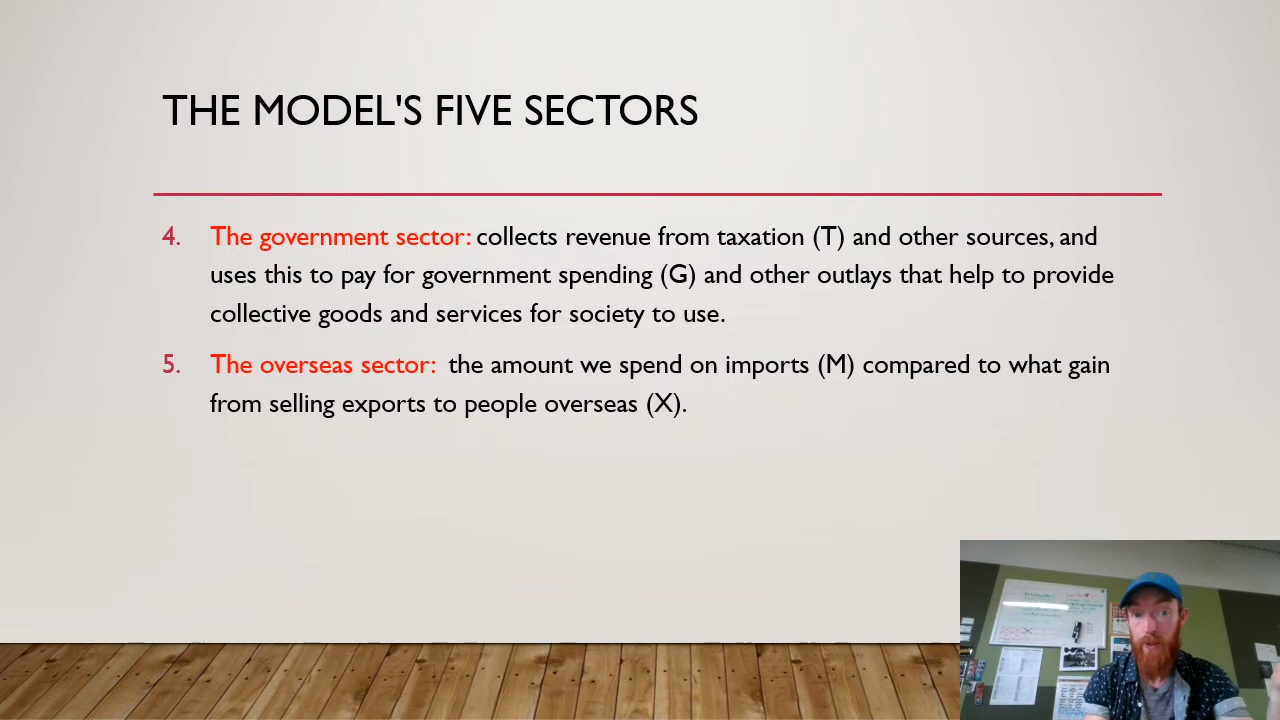 THE MODEL'S FIVE SECTORS
4. The government sector: collects revenue from taxation (T) and other sources, and
uses this to pay for government spending (G) and other outlays that help to provide
collective goods and services for society to use.
5. The overseas sector:  the amount we spend on imports (M) compared to what gain
from selling exports to people overseas (X).